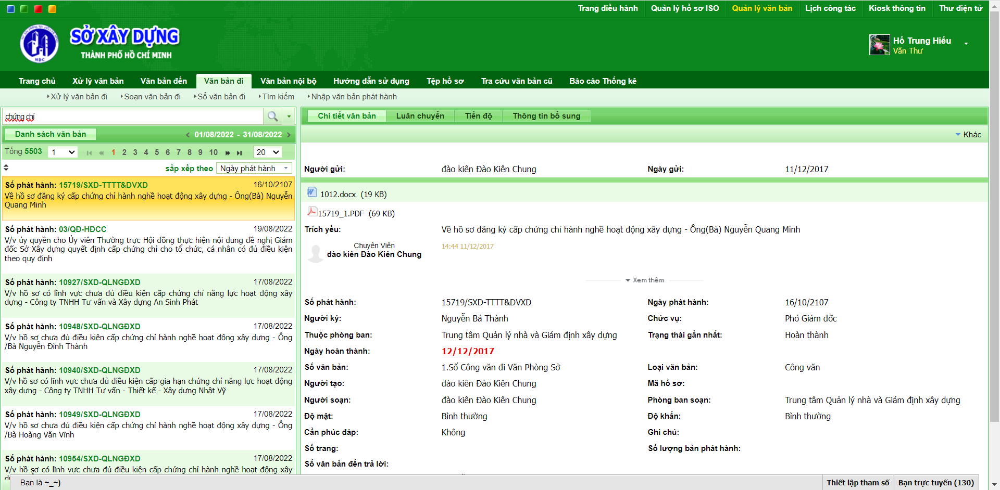 Trang điều hành Quản lý hồ sơ ISO Quản lý văn bản Lịch công tác Kiosk thông tin Thư điện tử
SỞ XÂY DỰNG
THÀNH PHỐ HỒ CHÍ MINH
HDC
Hồ Trung Hiếu
Văn Thư
Trang chủ Xử lý văn bản Văn bản đến Văn bản đi Văn bản nội bộ Hướng dẫn sử dụng Tệp hồ sơ Tra cứu văn bản cũ Báo cáo Thống kê
Xử lý văn bản đi Soạn văn bản đi Sổ văn bản đi Tìm kiếm Nhập văn bản phát hành
chứng chỉ
Danh sách văn bản 01/08/2022 - 31/08/2022
Tổng 5503 1 1 2 3 4 5 6 7 8 9 10 20
sắp xếp theo Ngày phát hành
Số phát hành: 15719/SXD-TTTT&DVXD 16/10/2107
Về hồ sơ đăng ký cấp chứng chỉ hành nghề hoạt động xây dựng - Ông(Bà) Nguyễn
Quang Minh
Số phát hành: 03/QĐ-HĐCC 19/08/2022
V/v ủy quyền cho Ủy viên Thường trực Hội đồng thực hiện nội dung đề nghị Giám
đốc Sở Xây dựng quyết định cấp chứng chỉ cho tổ chức, cá nhân có đủ điều kiện
theo quy định
Số phát hành: 10927/SXD-QLNGĐXD 17/08/2022
V/v hồ sơ có lĩnh vực chưa đủ điều kiện cấp chứng chỉ năng lực hoạt động xây
dựng - Công ty TNHH Tư vấn và Xây dựng An Sinh Phát
Số phát hành: 10948/SXD-QLNGĐXD 17/08/2022
V/v hồ sơ chưa đủ điều kiện cấp chứng chỉ hành nghề hoạt động xây dựng - Ông
/Bà Nguyễn Đình Thành
Số phát hành: 10940/SXD-QLNGĐXD 17/08/2022
V/v hồ sơ có lĩnh vực chưa đủ điều kiện cấp gia hạn chứng chỉ năng lực hoạt động
xây dựng - Công ty TNHH Tư vấn - Thiết kế - Xây dựng Nhật Vỹ
Số phát hành: 10949/SXD-QLNGĐXD 17/08/2022
V/v hồ sơ chưa đủ điều kiện cấp chứng chỉ hành nghề hoạt động xây dựng - Ông
/Bà Hoàng Văn Vĩnh
Số phát hành: 10954/SXD-QLNGĐXD 17/08/2022
V/v hồ sơ có lĩnh vực chưa đủ điều kiện cấp chứng chỉ hành nghề hoạt động xây
Chi tiết văn bản Luân chuyển Tiến độ Thông tin bổ sung
Khác
Người gửi: đào kiên Đào Kiên Chung Ngày gửi: 11/12/2017
1012.docx (19 KB)
15719_1.PDF (69 KB)
Trích yếu: Về hồ sơ đăng ký cấp chứng chỉ hành nghề hoạt động xây dựng - Ông(Bà) Nguyễn Quang Minh
Chuyên Viên 14:44 11/12/2017
đào kiên Đào Kiên Chung
Xem thêm
Số phát hành: 15719/SXD-TTTT&DVXD Ngày phát hành: 16/10/2107
Người ký: Nguyễn Bá Thành Chức vụ: Phó Giám đốc
Thuộc phòng ban: Trung tâm Quản lý nhà và Giám định xây dựng Trạng thái gần nhất: Hoàn thành
Ngày hoàn thành: 12/12/2017
Số văn bản: 1.Sổ Công văn đi Văn Phòng Sở Loại văn bản: Công văn
Người tạo: đào kiên Đào Kiên Chung Mã hồ sơ:
Người soạn: đào kiên Đào Kiên Chung Phòng ban soạn: Trung tâm Quản lý nhà và Giám định xây dựng
Độ mật: Bình thường Độ khẩn: Bình thường
Cần phúc đáp: Không Ghi chú:
Số trang: Số lượng bản phát hành:
Số văn bản đến trả lời:
Bạn là ~_~) Thiết lập tham số Bạn trực tuyến (130)